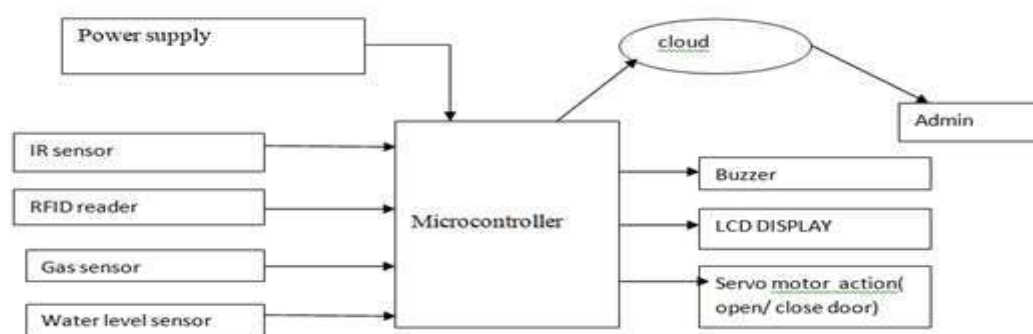 Power supply
cloud
Admin
IR sensor
RFID reader
Gas sensor
Water level sensor
Microcontroller
Buzzer
LCD DISPLAY
Servo motor action(
open/ close door)